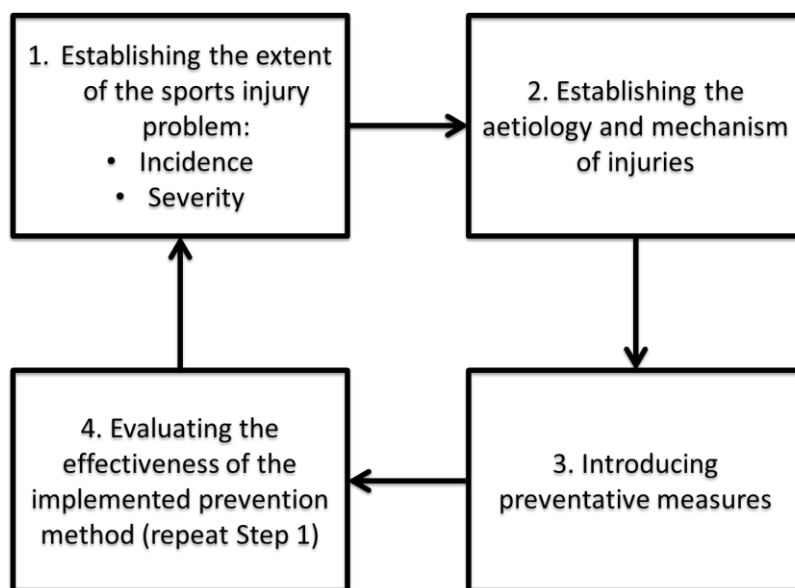 1. Establishing the extent
of the sports injury
problem:
• Incidence
• Severity
2. Establishing the
aetiology and mechanism
of injuries
4. Evaluating the
effectiveness of the
implemented prevention
method (repeat Step 1)
3. Introducing
preventative measures